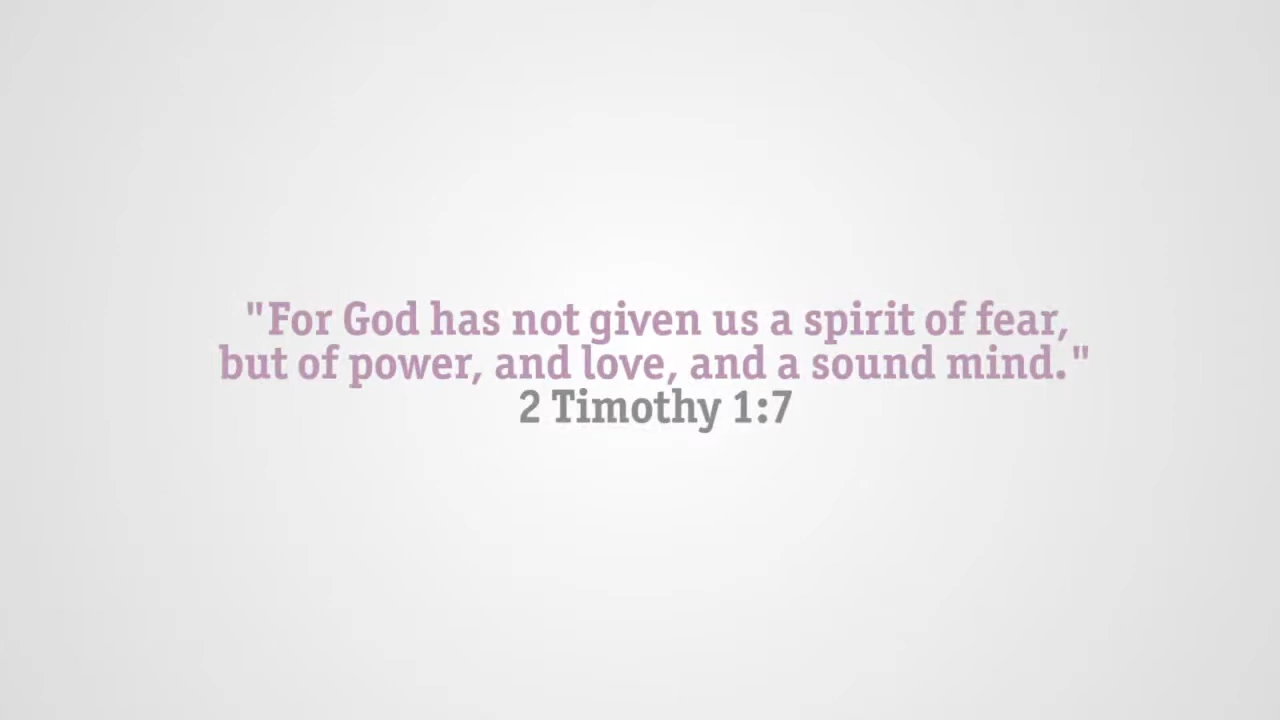 "For God has not given us a spirit of fear,
but of power, and love, and a sound mind."
2 Timothy 1:7